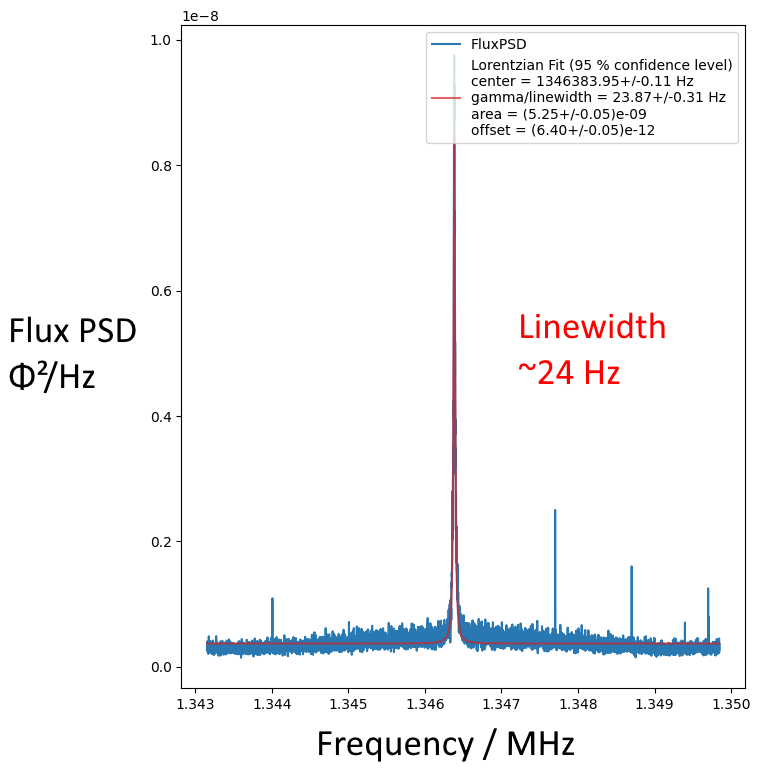 1e−8
FluxPSD
Lorentzian Fit (95 % confidence level)
center = 1346383.95+/-0.11 Hz
gamma/linewidth = 23.87+/-0.31 Hz
area = (5.25+/-0.05)e-09
offset = (6.40+/-0.05)e-12
1.0
0.8
0.6
0.4
0.2
0.0
Flux PSD
Φ²/Hz
Linewidth
~24 Hz
1.343 1.344 1.345 1.346 1.347 1.348 1.349 1.350
Frequency / MHz